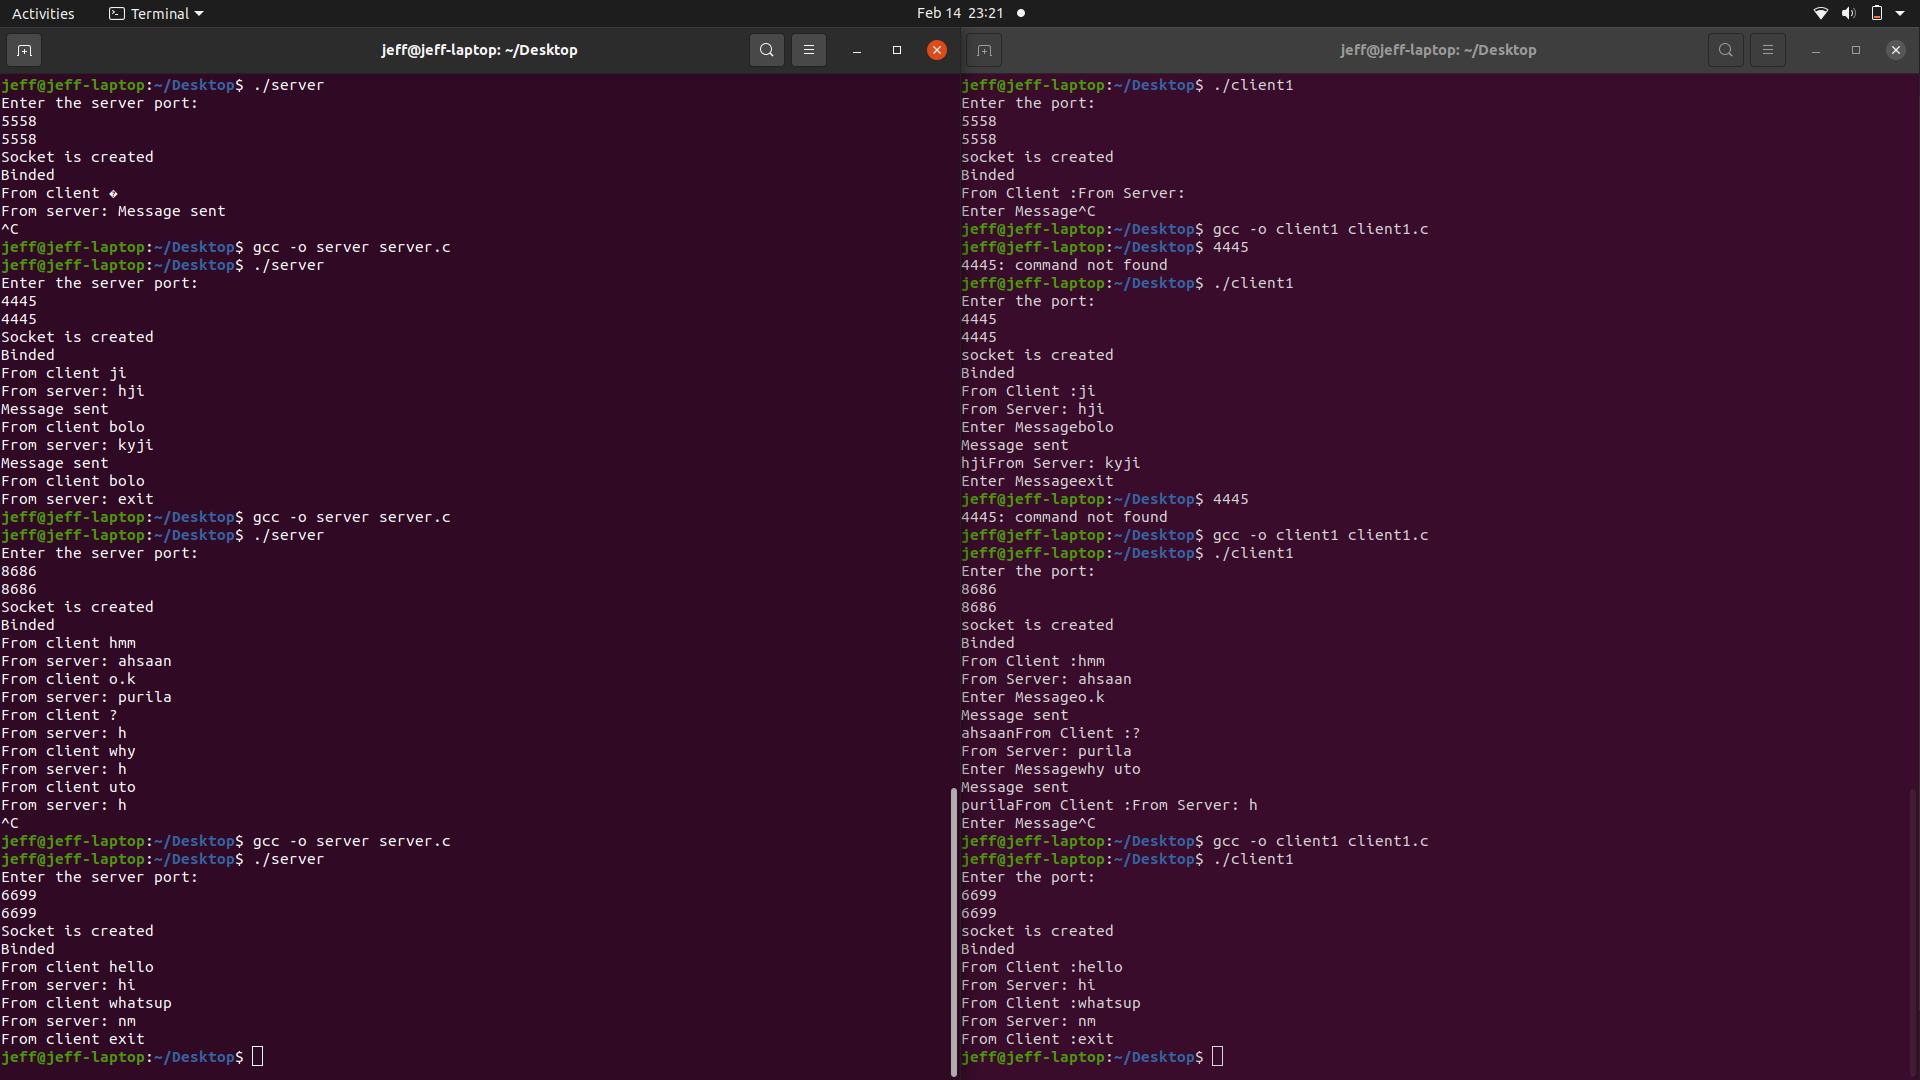 Activities
Terminal
Feb 14 23:21
jeff@jeff-laptop: ~/Desktop
jeff@jeff-laptop:~/Desktop$ ./server
Enter the server port:
5558
5558
Socket is created
Binded
From client �
From server: Message sent
^C
jeff@jeff-laptop:~/Desktop$ gcc -o server server.c
jeff@jeff-laptop:~/Desktop$ ./server
Enter the server port:
4445
4445
Socket is created
Binded
From client ji
From server: hji
Message sent
From client bolo
From server: kyji
Message sent
From client bolo
From server: exit
jeff@jeff-laptop:~/Desktop$ gcc -o server server.c
jeff@jeff-laptop:~/Desktop$ ./server
Enter the server port:
8686
8686
Socket is created
Binded
From client hmm
From server: ahsaan
From client o.k
From server: purila
From client ?
From server: h
From client why
From server: h
From client uto
From server: h
^C
jeff@jeff-laptop:~/Desktop$ gcc -o server server.c
jeff@jeff-laptop:~/Desktop$ ./server
Enter the server port:
6699
6699
Socket is created
Binded
From client hello
From server: hi
From client whatsup
From server: nm
From client exit
jeff@jeff-laptop:~/Desktop$
jeff@jeff-laptop: ~/Desktop
jeff@jeff-laptop:~/Desktop$ ./client1
Enter the port:
5558
5558
socket is created
Binded
From Client :From Server:
Enter Message^C
jeff@jeff-laptop:~/Desktop$ gcc -o client1 client1.c
jeff@jeff-laptop:~/Desktop$ 4445
4445: command not found
jeff@jeff-laptop:~/Desktop$ ./client1
Enter the port:
4445
4445
socket is created
Binded
From Client :ji
From Server: hji
Enter Messagebolo
Message sent
hjiFrom Server: kyji
Enter Messageexit
jeff@jeff-laptop:~/Desktop$ 4445
4445: command not found
jeff@jeff-laptop:~/Desktop$ gcc -o client1 client1.c
jeff@jeff-laptop:~/Desktop$ ./client1
Enter the port:
8686
8686
socket is created
Binded
From Client :hmm
From Server: ahsaan
Enter Messageo.k
Message sent
ahsaanFrom Client :?
From Server: purila
Enter Messagewhy uto
Message sent
purilaFrom Client :From Server: h
Enter Message^C
jeff@jeff-laptop:~/Desktop$ gcc -o client1 client1.c
jeff@jeff-laptop:~/Desktop$ ./client1
Enter the port:
6699
6699
socket is created
Binded
From Client :hello
From Server: hi
From Client :whatsup
From Server: nm
From Client :exit
jeff@jeff-laptop:~/Desktop$